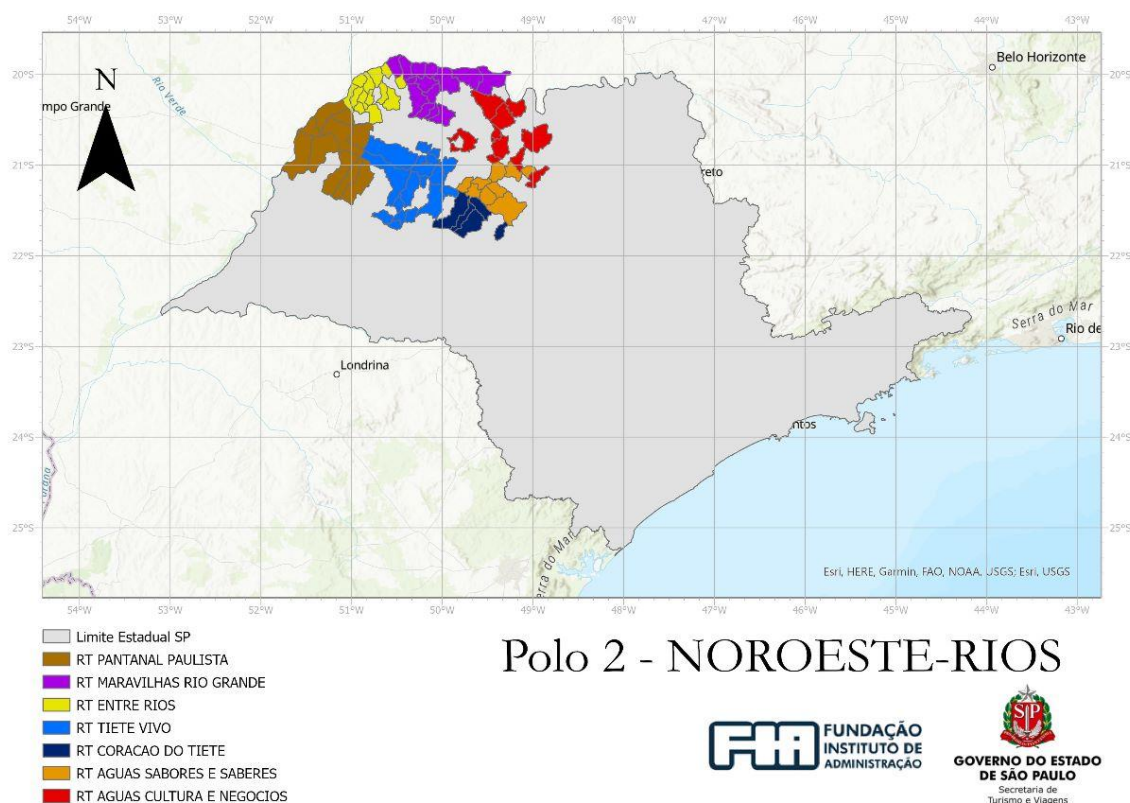 54°W 53°W 52°W 51°W 50°W 49°W 48°W 47°W 46°W 45°W 44°W 43°W
Belo Horizonte
20°S 20°S
N
Rio Verde
mpo Grande
21°S 21°S
reto
22°S 22°S
Serra do Mar
Rio de
23°S 23°S
Londrina
24°S 24°S
ntos
Parana
25°S 25°S
Serra do Mar
Esri, HERE, Garmin, FAO, NOAA, USGS; Esri, USGS
54°W 53°W 52°W 51°W 50°W 49°W 48°W 47°W 46°W 45°W 44°W 43°W
Limite Estadual SP
RT PANTANAL PAULISTA
RT MARAVILHAS RIO GRANDE
RT ENTRE RIOS
RT TIETE VIVO
RT CORACAO DO TIETE
RT AGUAS SABORES E SABERES
RT AGUAS CULTURA E NEGOCIOS
Polo 2 - NOROESTE-RIOS
FIA FUNDAÇÃO
INSTITUTO DE
ADMINISTRAÇÃO
SP
GOVERNO DO ESTADO
DE SÃO PAULO
Secretaria de
Turismo e Viagens